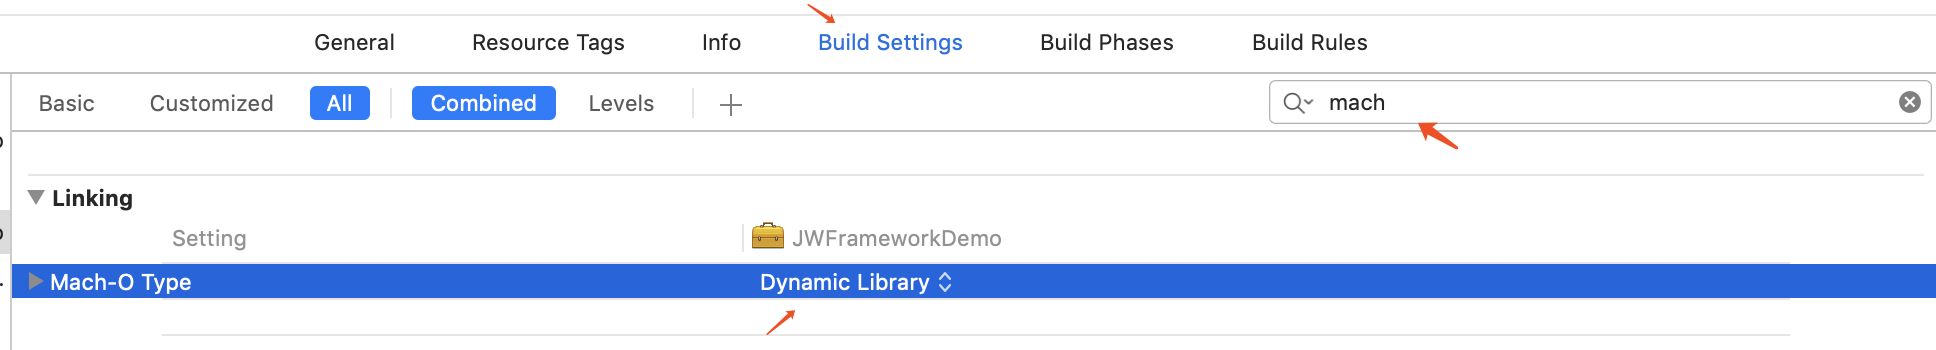 General Resource Tags Info Build Settings Build Phases Build Rules
Basic Customized All Combined Levels + mach
Linking
Setting JWFrameworkDemo
Mach-O Type Dynamic Library